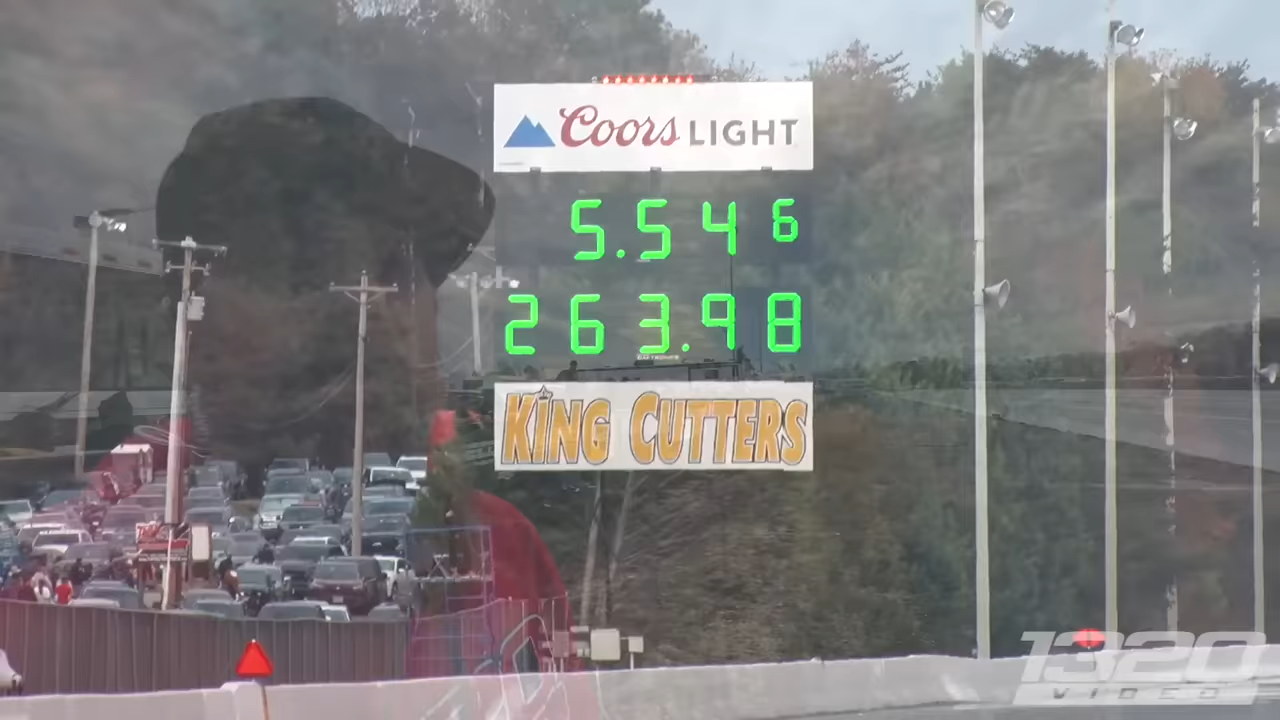 Coors LIGHT
5.546
263.98
KING CUTTERS
1320
VIDEO